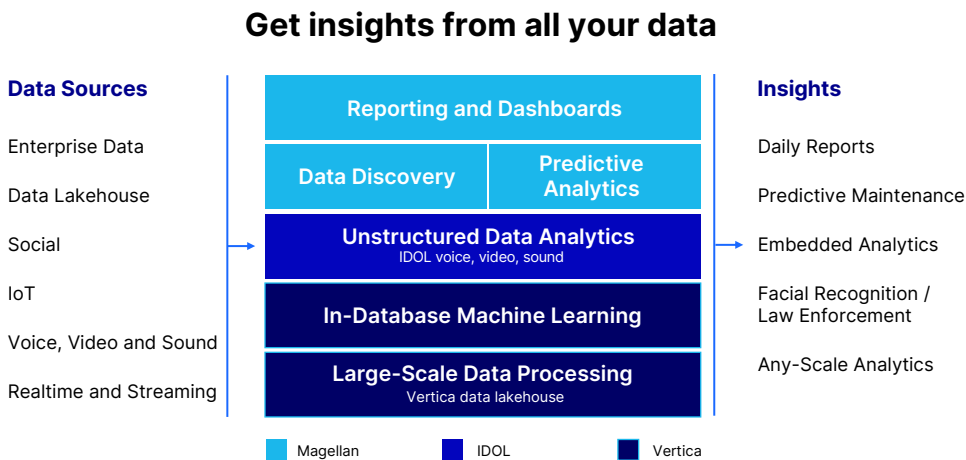 Get insights from all your data
Data Sources
Enterprise Data
Data Lakehouse
Social
IoT
Voice, Video and Sound
Realtime and Streaming
Reporting and Dashboards
Data Discovery
Predictive
Analytics
Unstructured Data Analytics
IDOL voice, video, sound
In-Database Machine Learning
Large-Scale Data Processing
Vertica data lakehouse
Insights
Daily Reports
Predictive Maintenance
Embedded Analytics
Facial Recognition /
Law Enforcement
Any-Scale Analytics
Magellan
IDOL
Vertica